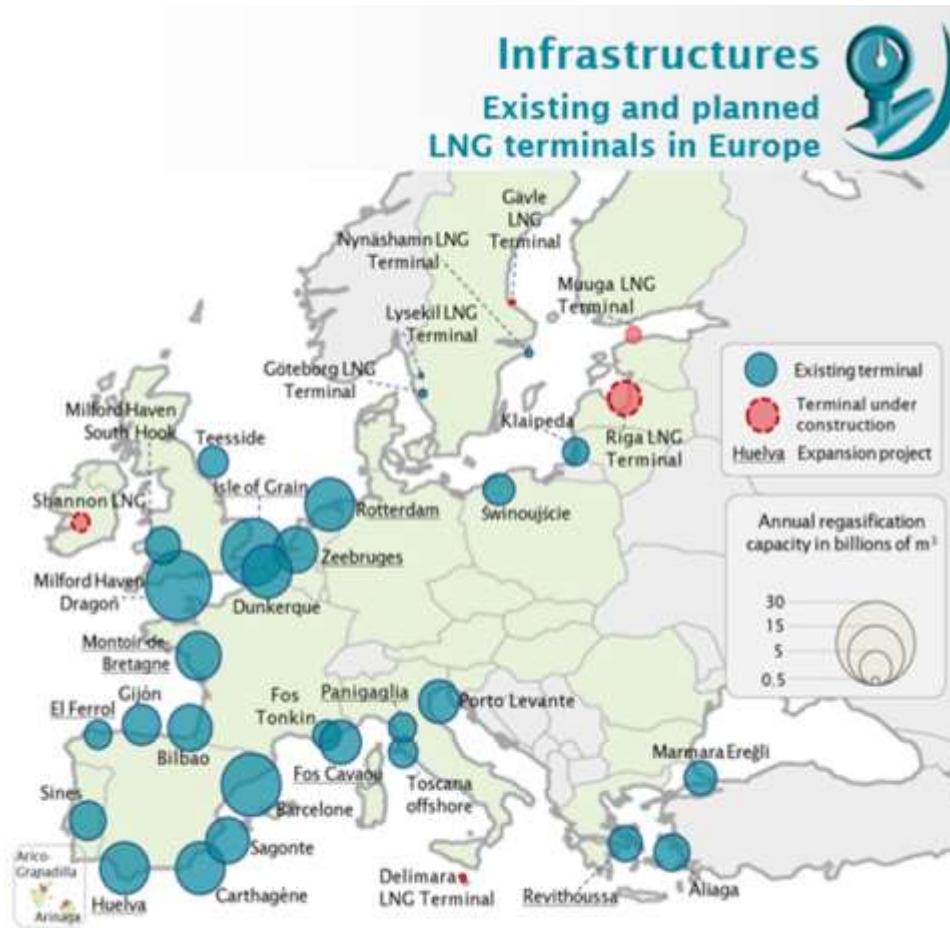 Infrastructures
Existing and planned
LNG terminals in Europe
Gävle
LNG
Terminal
Nynäshamn LNG
Terminal
Muuga LNG
Terminal
Lysekil LNG
Terminal
Göteborg LNG
Terminal
Existing terminal
Terminal under
construction
Huelva Expansion project
Milford Haven
South Hook
Teesside
Klaipeda
Riga LNG
Terminal
Isle of Grain
Shannon LNG
Rotterdam
Świnoujście
Zeebruges
Annual regasification
capacity in billions of m³
30
15
5
0.5
Milford Haven
Dragon
Dunkerque
Montoir-de-
Bretagne
Gijón
El Ferrol
Bilbao
Fos
Tonkin
Panigaglia
Porto Levante
Fos Cavaou
Marmara Ereğli
Sines
Barcelone
Toscana
offshore
Sagonte
Arico-
Grapadilla
Arinaga
Huelva
Carthagène
Delimara
LNG Terminal
Revithoussa
Aliaga